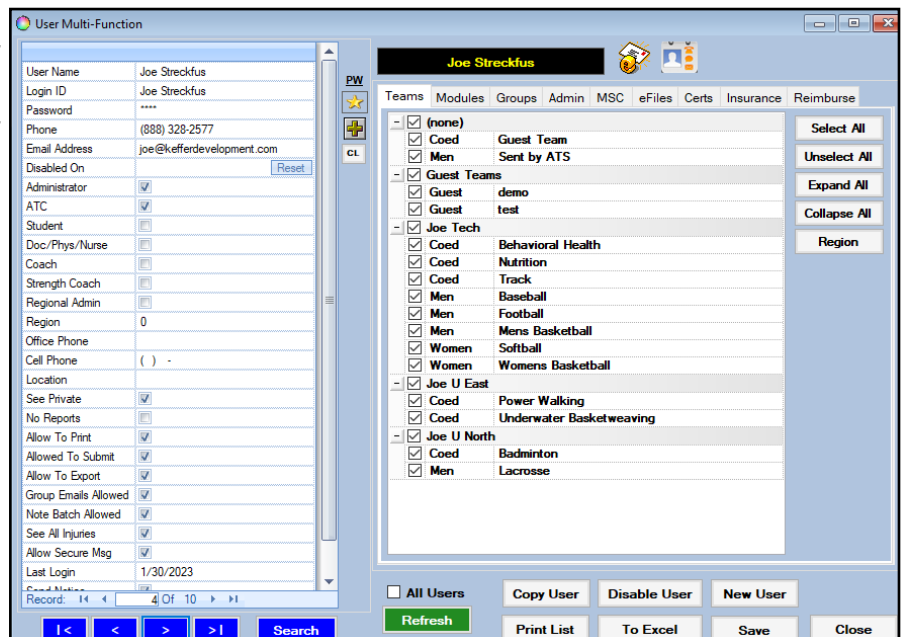 User Multi-Function
User Name Joe Streckfus
Login ID Joe Streckfus
Password ****
Phone (888) 328-2577
Email Address joe@kefferdevelopment.com
Disabled On Reset
Administrator
ATC
Student
Doc/Phys/Nurse
Coach
Strength Coach
Regional Admin
Region 0
Office Phone
Cell Phone ( ) -
Location
See Private
No Reports
Allow To Print
Allowed To Submit
Allow To Export
Group Emails Allowed
Note Batch Allowed
See All Injuries
Allow Secure Msg
Last Login 1/30/2023
Record: 4 Of 10
|< < > >| Search
PW
CL
Joe Streckfus
Teams Modules Groups Admin MSC eFiles Certs Insurance Reimburse
(none)
Coed Guest Team
Men Sent by ATS
Guest Teams
Guest demo
Guest test
Joe Tech
Coed Behavioral Health
Coed Nutrition
Coed Track
Men Baseball
Men Football
Men Mens Basketball
Women Softball
Women Womens Basketball
Joe U East
Coed Power Walking
Coed Underwater Basketweaving
Joe U North
Coed Badminton
Men Lacrosse
Select All
Unselect All
Expand All
Collapse All
Region
All Users Copy User Disable User New User
Refresh Print List To Excel Save Close